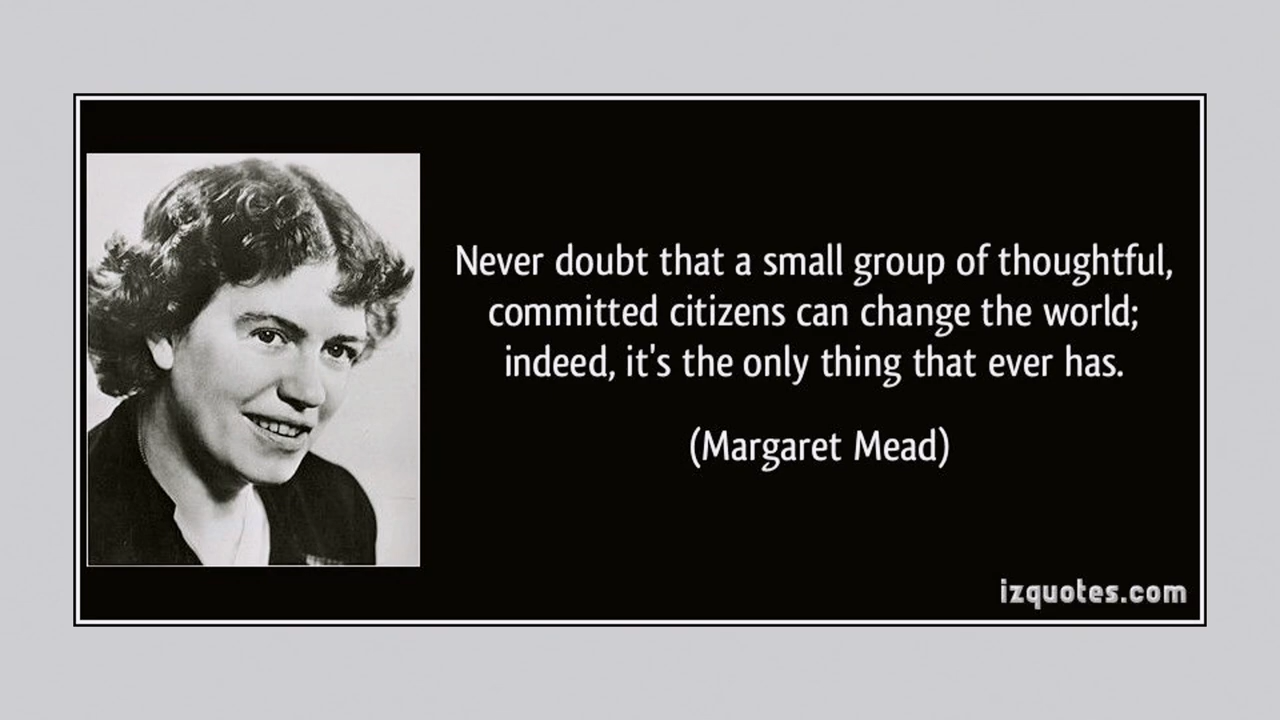 Never doubt that a small group of thoughtful,
committed citizens can change the world;
indeed, it's the only thing that ever has.
(Margaret Mead)
izquotes.com